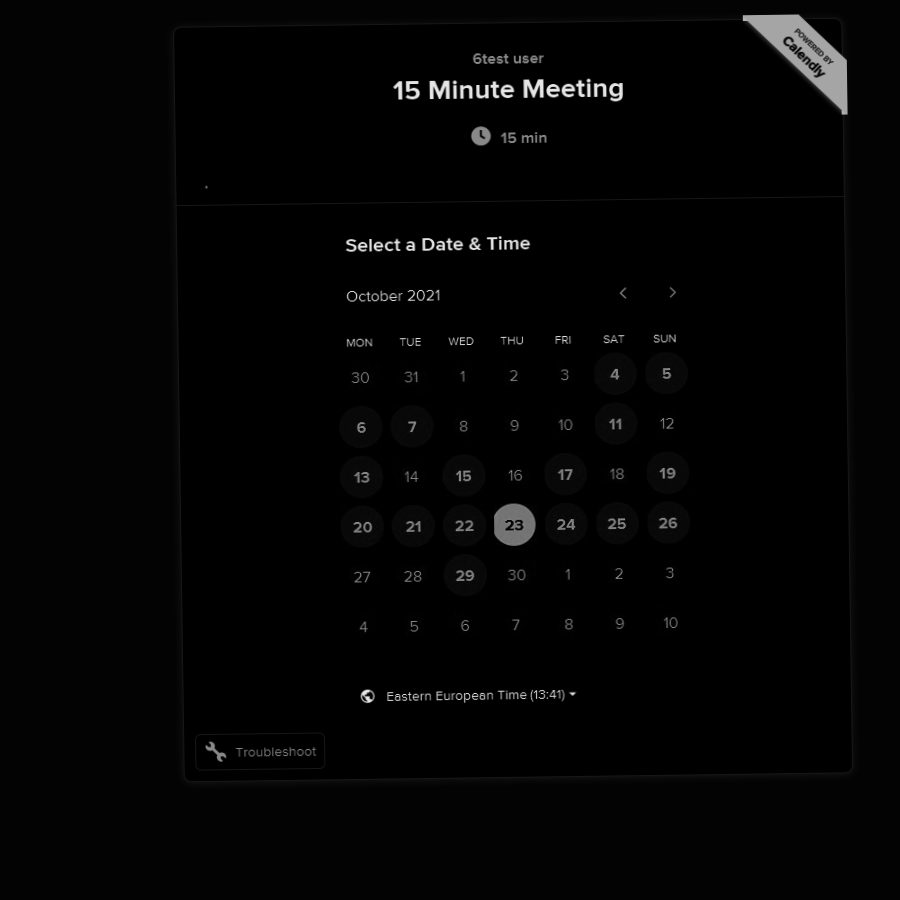 6test user
15 Minute Meeting
15 min
POWERED BY
Calendly
Select a Date & Time
October 2021
MON TUE WED THU FRI SAT SUN
30 31 1 2 3 4 5
6 7 8 9 10 11 12
13 14 15 16 17 18 19
20 21 22 23 24 25 26
27 28 29 30 1 2 3
4 5 6 7 8 9 10
Eastern European Time (13:41)
Troubleshoot